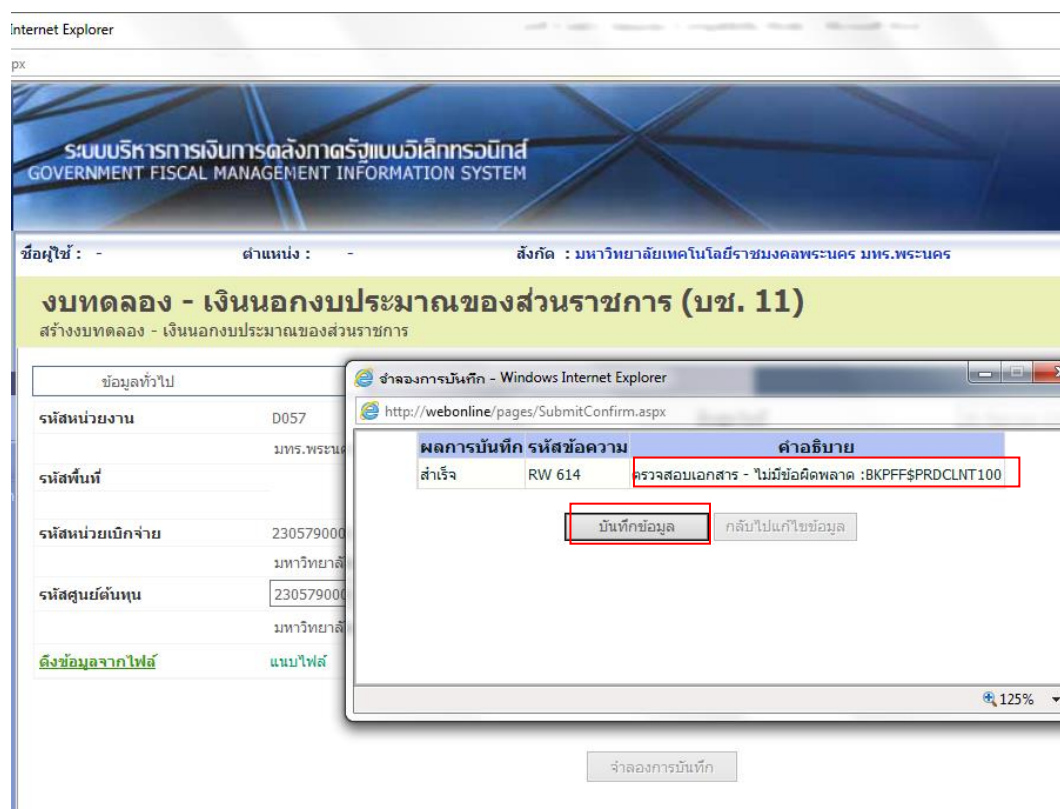 Internet Explorer
px
ระบบบริหารการเงินการคลังภาครัฐแบบอิเล็กทรอนิกส์
GOVERNMENT FISCAL MANAGEMENT INFORMATION SYSTEM
ชื่อผู้ใช้ : - ตำแหน่ง : - สังกัด : มหาวิทยาลัยเทคโนโลยีราชมงคลพระนคร มทร.พระนคร
งบทดลอง - เงินนอกงบประมาณของส่วนราชการ (บช. 11)
สร้างงบทดลอง - เงินนอกงบประมาณของส่วนราชการ
ข้อมูลทั่วไป
รหัสหน่วยงาน D057
มทร.พระน
รหัสพื้นที่
รหัสหน่วยเบิกจ่าย 230579000
มหาวิทยาลั
รหัสศูนย์ต้นทุน 230579000
มหาวิทยาลั
ดึงข้อมูลจากไฟล์ แนบไฟล์
จำลองการบันทึก - Windows Internet Explorer
http://webonline/pages/SubmitConfirm.aspx
ผลการบันทึก รหัสข้อความ คำอธิบาย
สำเร็จ RW 614 ตรวจสอบเอกสาร - ไม่มีข้อผิดพลาด :BKPFF$PRDCLNT100
บันทึกข้อมูล กลับไปแก้ไขข้อมูล
125%
จำลองการบันทึก